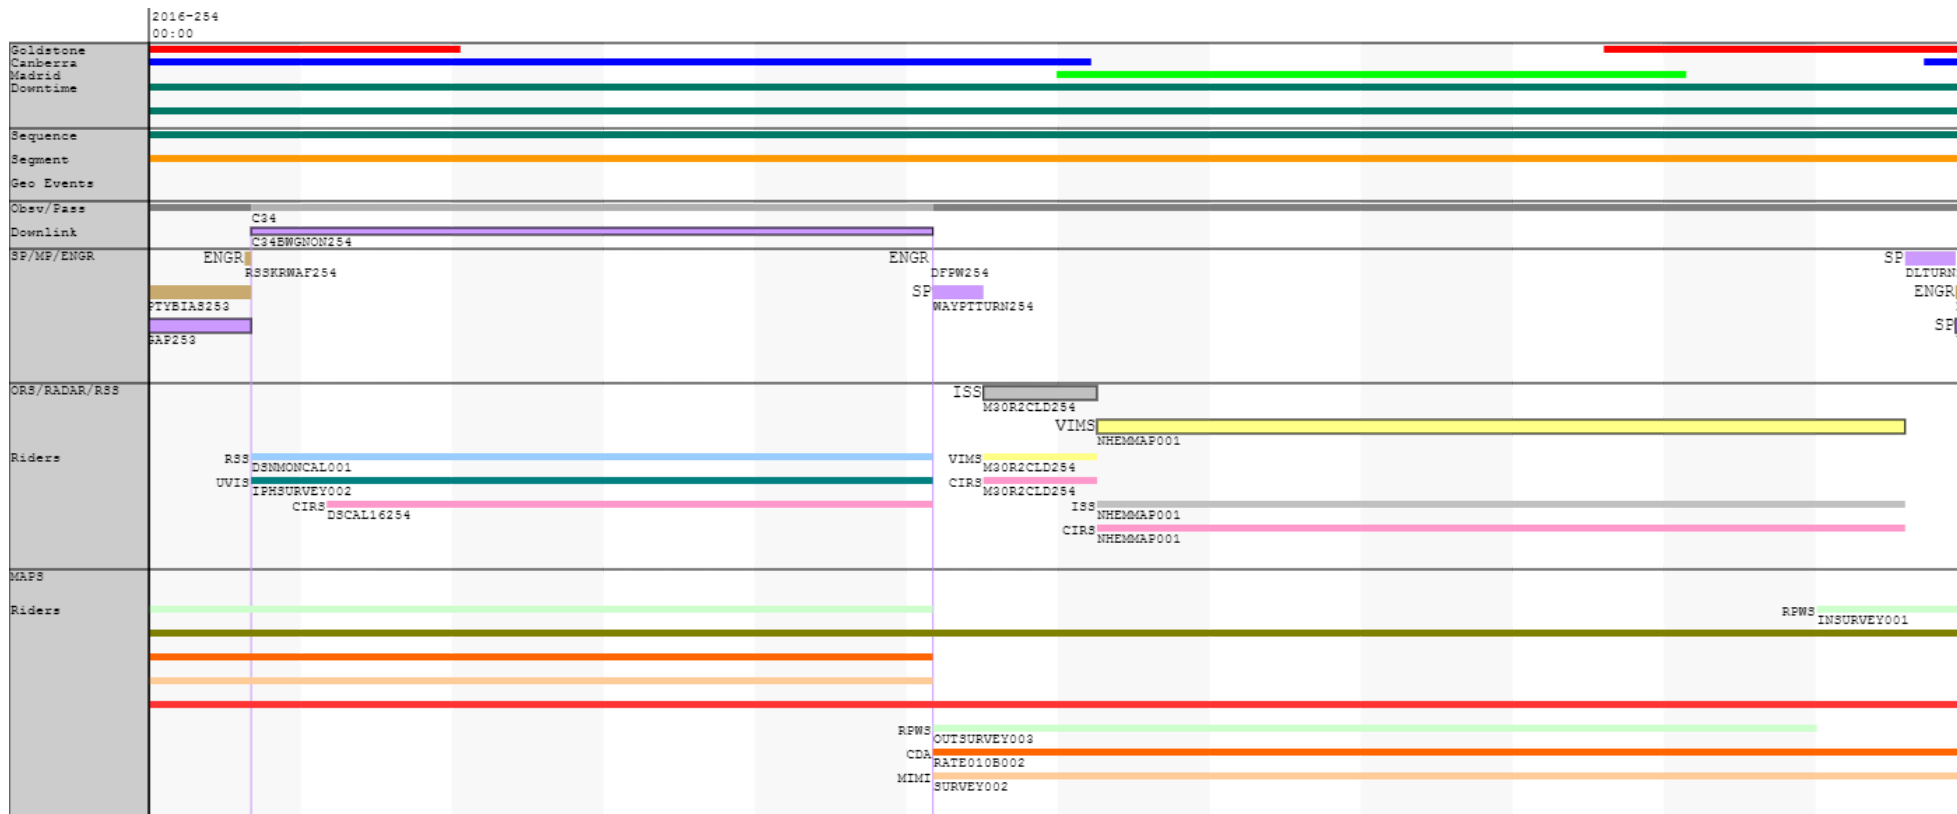 2016-254
00:00
Goldstone
Canberra
Madrid
Downtime
Sequence
Segment
Geo Events
Obsv/Pass
C34
Downlink
C34BWGNON254
SP/MP/ENGR
ENGR
RSSKRWAF254
ENGR
DFPW254
SP
DLTURN
PTYBIAS253
SP
WAYPTTURN254
ENGR
GAP253
SP
ORS/RADAR/RSS
ISS
M30R2CLD254
VIMS
NHEMMAP001
Riders
RSS
DSNMONCAL001
VIMS
M30R2CLD254
UVIS
IPHSURVEY002
CIRS
M30R2CLD254
CIRS
DSCAL16254
ISS
NHEMMAP001
CIRS
NHEMMAP001
MAPS
Riders
RPWS
INSURVEY001
RPWS
OUTSURVEY003
CDA
RATE010B002
MIMI
SURVEY002